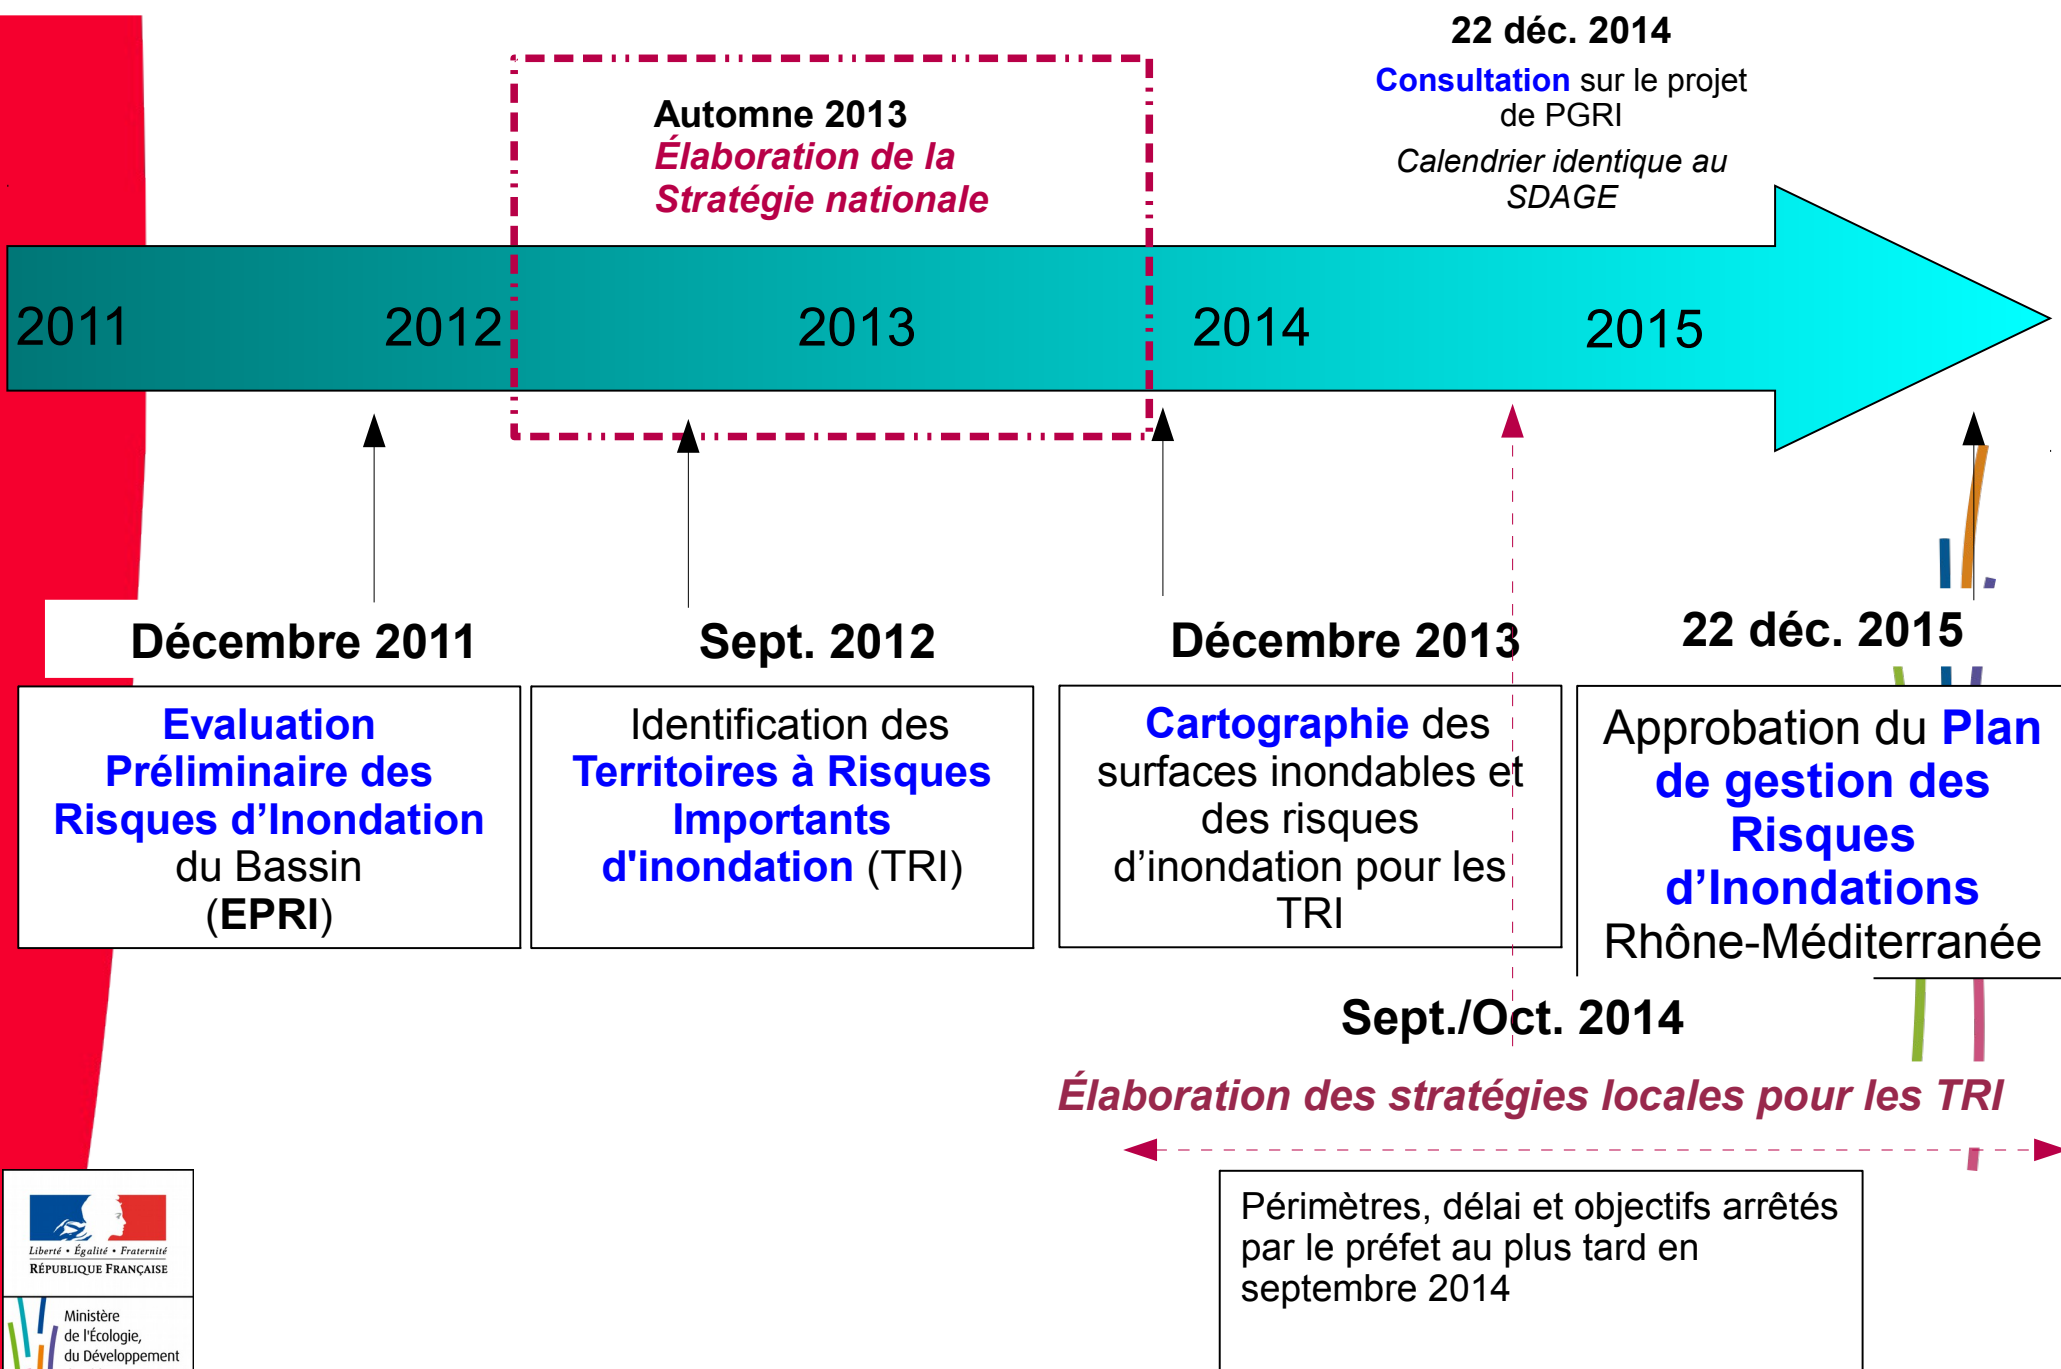 22 déc. 2014
Consultation sur le projet
de PGRI
Calendrier identique au
SDAGE
Automne 2013
Élaboration de la
Stratégie nationale
2011 2012 2013 2014 2015
Décembre 2011
Evaluation
Préliminaire des
Risques d’Inondation
du Bassin
(EPRI)
Sept. 2012
Identification des
Territoires à Risques
Importants
d'inondation (TRI)
Décembre 2013
Cartographie des
surfaces inondables et
des risques
d’inondation pour les
TRI
22 déc. 2015
Approbation du Plan
de gestion des
Risques
d’Inondations
Rhône-Méditerranée
Sept./Oct. 2014
Élaboration des stratégies locales pour les TRI
Périmètres, délai et objectifs arrêtés
par le préfet au plus tard en
septembre 2014
Liberté • Égalité • Fraternité
RÉPUBLIQUE FRANÇAISE
Ministère
de l'Écologie,
du Développement